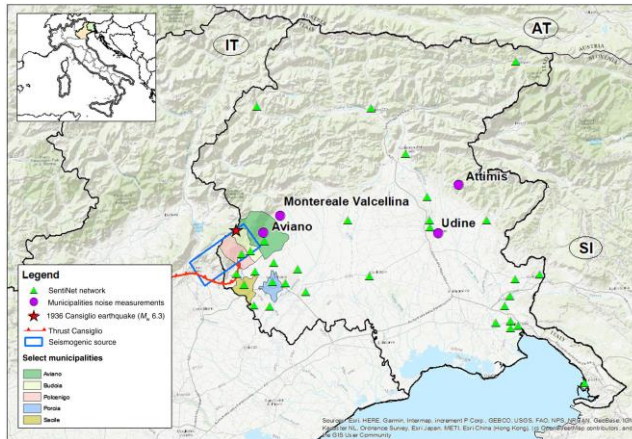 IT
AT
Attimis
Montereale Valcellina
Aviano
Udine
SI
Legend
SentiNet network
Municipalities noise measurements
1936 Cansiglio earthquake (Ms 6.3)
Thrust Cansiglio
Seismogenic source
Select municipalities
Aviano
Budoia
Polcenigo
Porcia
Sacile
Sources: Esri, HERE, Garmin, Intermap, increment P Corp., GEBCO, USGS, FAO, NPS, NRCAN, GeoBase, IGN,
Kadaster NL, Ordnance Survey, Esri Japan, METI, Esri China (Hong Kong), (c) OpenStreetMap contributors, and
the GIS User Community